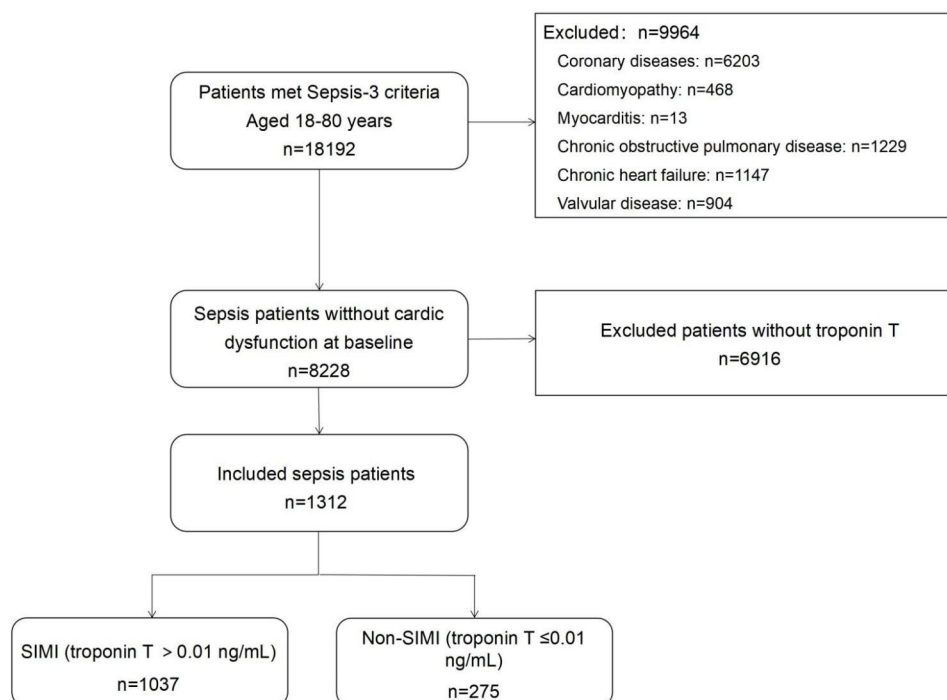 Patients met Sepsis-3 criteria
Aged 18-80 years
n=18192
Excluded: n=9964
Coronary diseases: n=6203
Cardiomyopathy: n=468
Myocarditis: n=13
Chronic obstructive pulmonary disease: n=1229
Chronic heart failure: n=1147
Valvular disease: n=904
Sepsis patients witthout cardic
dysfunction at baseline
n=8228
Excluded patients without troponin T
n=6916
Included sepsis patients
n=1312
SIMI (troponin T > 0.01 ng/mL)
n=1037
Non-SIMI (troponin T ≤0.01
ng/mL)
n=275